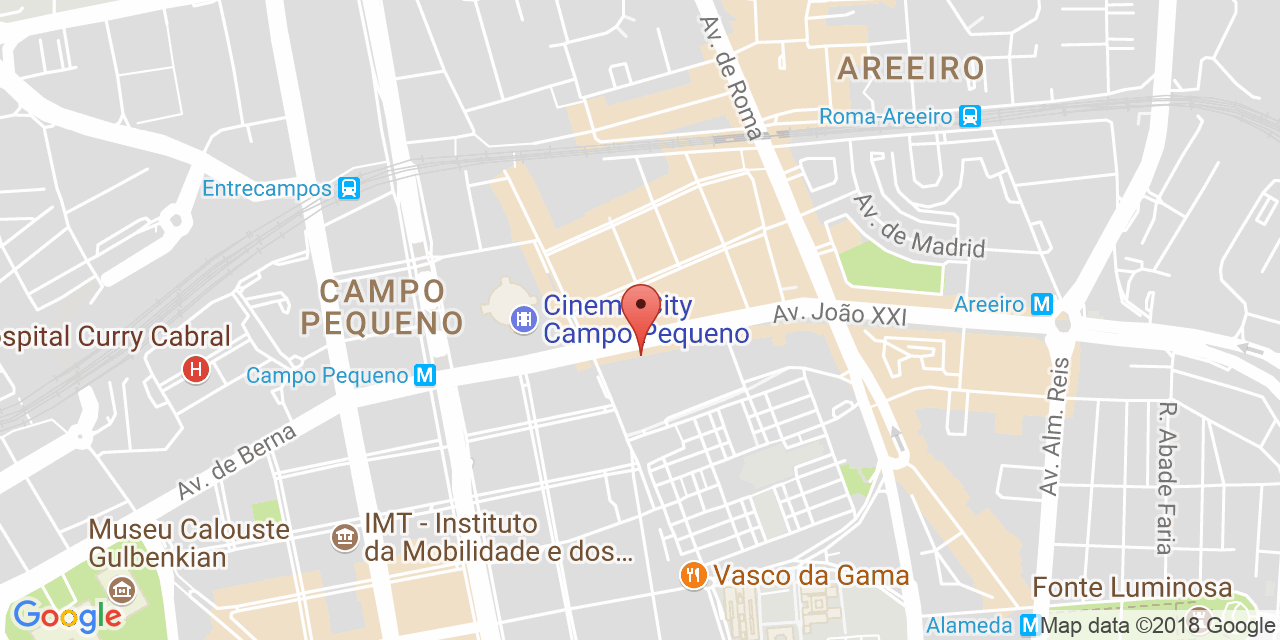 AREEIRO
Av. de Roma
Roma-Areeiro
Entrecampos
Av. de Madrid
CAMPO
PEQUENO
Cinema City
Campo Pequeno
Areeiro M
Av. João XXI
ospital Curry Cabral
H
Campo Pequeno M
Av. de Berna
Av. Alm. Reis
R. Abade Faria
Museu Calouste
Gulbenkian
IMT - Instituto
da Mobilidade e dos...
Vasco da Gama
Fonte Luminosa
Google
Alameda M
Map data ©2018 Google